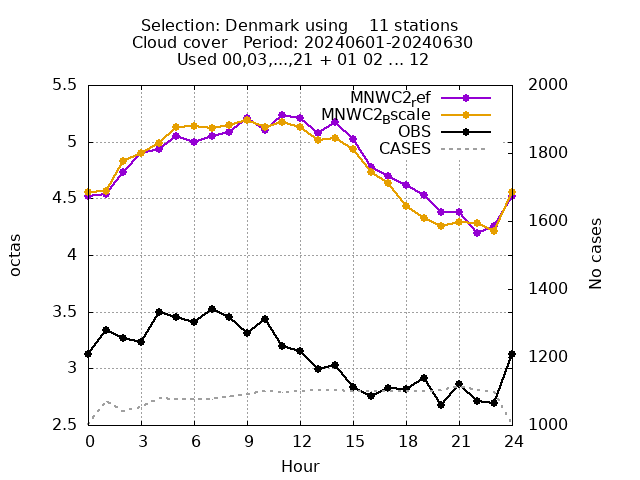 Selection: Denmark using    11 stations
Cloud cover   Period: 20240601-20240630
Used 00,03,...,21 + 01 02 ... 12
5.5
5
4.5
4
3.5
3
2.5
octas
MNWC2ref
MNWC2Bscale
OBS
CASES
2000
1800
1600
1400
1200
1000
No cases
0 3 6 9 12 15 18 21 24
Hour